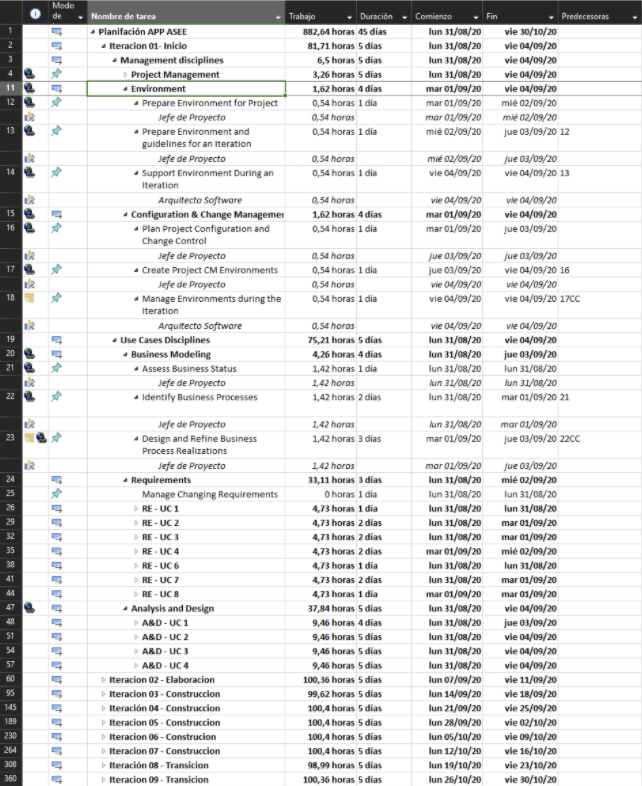 Modo de Nombre de tarea Trabajo Duración Comienzo Fin Predecesoras
1 Planifación APP ASEE 882,64 horas 45 días lun 31/08/20 vie 30/10/20
2 Iteracion 01- Inicio 81,71 horas 5 días lun 31/08/20 vie 04/09/20
3 Management disciplines 6,5 horas 5 días lun 31/08/20 vie 04/09/20
4 Project Management 3,26 horas 5 días lun 31/08/20 vie 04/09/20
11 Environment 1,62 horas 4 días mar 01/09/20 vie 04/09/20
12 Prepare Environment for Project 0,54 horas 1 día mar 01/09/20 mié 02/09/20
Jefe de Proyecto 0,54 horas mar 01/09/20 mié 02/09/20
13 Prepare Environment and 0,54 horas 1 día mié 02/09/20 jue 03/09/20 12
guidelines for an Iteration
Jefe de Proyecto 0,54 horas mié 02/09/20 jue 03/09/20
14 Support Environment During an 0,54 horas 1 día vie 04/09/20 vie 04/09/20 13
Iteration
Arquitecto Software 0,54 horas vie 04/09/20 vie 04/09/20
15 Configuration & Change Managemer 1,62 horas 4 días mar 01/09/20 vie 04/09/20
16 Plan Project Configuration and 0,54 horas 1 día mar 01/09/20 jue 03/09/20
Change Control
Jefe de Proyecto 0,54 horas jue 03/09/20 jue 03/09/20
17 Create Project CM Environments 0,54 horas 1 día jue 03/09/20 vie 04/09/20 16
Jefe de Proyecto 0,54 horas vie 04/09/20 vie 04/09/20
18 Manage Environments during the 0,54 horas 1 día vie 04/09/20 vie 04/09/20 17CC
Iteration
Arquitecto Software 0,54 horas vie 04/09/20 vie 04/09/20
19 Use Cases Disciplines 75,21 horas 5 días lun 31/08/20 vie 04/09/20
20 Business Modeling 4,26 horas 4 días lun 31/08/20 jue 03/09/20
21 Assess Business Status 1,42 horas 1 día lun 31/08/20 lun 31/08/20
Jefe de Proyecto 1,42 horas lun 31/08/20 lun 31/08/20
22 Identify Business Processes 1,42 horas 2 días lun 31/08/20 mar 01/09/20 21
Jefe de Proyecto 1,42 horas lun 31/08/20 mar 01/09/20
23 Design and Refine Business 1,42 horas 3 días mar 01/09/20 jue 03/09/20 22CC
Process Realizations
Jefe de Proyecto 1,42 horas mar 01/09/20 jue 03/09/20
24 Requirements 33,11 horas 3 días lun 31/08/20 mié 02/09/20
25 Manage Changing Requirements 0 horas 1 día lun 31/08/20 lun 31/08/20
26 RE - UC 1 4,73 horas 1 día lun 31/08/20 lun 31/08/20
29 RE - UC 2 4,73 horas 2 días lun 31/08/20 mar 01/09/20
32 RE - UC 3 4,73 horas 2 días lun 31/08/20 mar 01/09/20
35 RE - UC 4 4,73 horas 2 días mar 01/09/20 mié 02/09/20
38 RE - UC 6 4,73 horas 1 día lun 31/08/20 lun 31/08/20
41 RE - UC 7 4,73 horas 2 días lun 31/08/20 mar 01/09/20
44 RE - UC 8 4,73 horas 1 día mar 01/09/20 mar 01/09/20
47 Analysis and Design 37,84 horas 5 días lun 31/08/20 vie 04/09/20
48 A&D - UC 1 9,46 horas 4 días lun 31/08/20 jue 03/09/20
51 A&D - UC 2 9,46 horas 5 días lun 31/08/20 vie 04/09/20
54 A&D - UC 3 9,46 horas 5 días lun 31/08/20 vie 04/09/20
57 A&D - UC 4 9,46 horas 5 días lun 31/08/20 vie 04/09/20
60 Iteracion 02 - Elaboracion 100,36 horas 5 días lun 07/09/20 vie 11/09/20
95 Iteracion 03 - Construccion 99,62 horas 5 días lun 14/09/20 vie 18/09/20
145 Iteración 04 - Construccion 100,4 horas 5 días lun 21/09/20 vie 25/09/20
189 Iteracion 05 - Construccion 100,4 horas 5 días lun 28/09/20 vie 02/10/20
230 Iteracion 06 - Construcion 100,4 horas 5 días lun 05/10/20 vie 09/10/20
264 Iteracion 07 - Construccion 100,4 horas 5 días lun 12/10/20 vie 16/10/20
308 Iteracion 08 - Transicion 98,99 horas 5 días lun 19/10/20 vie 23/10/20
360 Iteracion 09 - Transicion 100,36 horas 5 días lun 26/10/20 vie 30/10/20